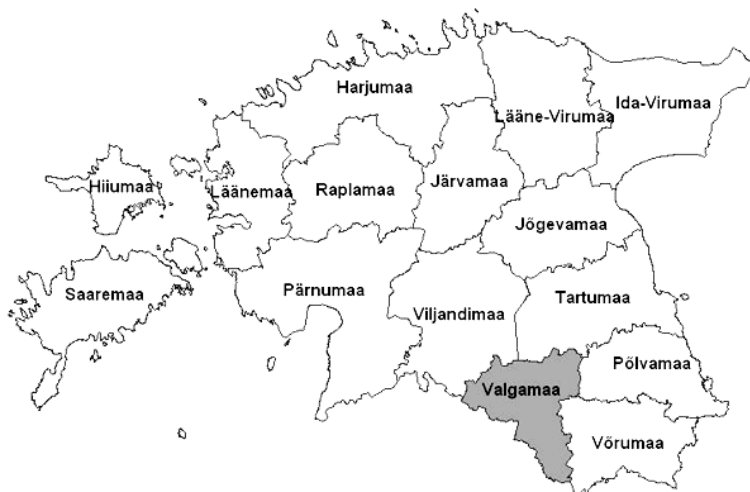 Harjumaa
Lääne-Virumaa
Ida-Virumaa
Hiiumaa
Läänemaa
Raplamaa
Järvamaa
Jõgevamaa
Saaremaa
Pärnumaa
Viljandimaa
Tartumaa
Valgamaa
Põlvamaa
Võrumaa